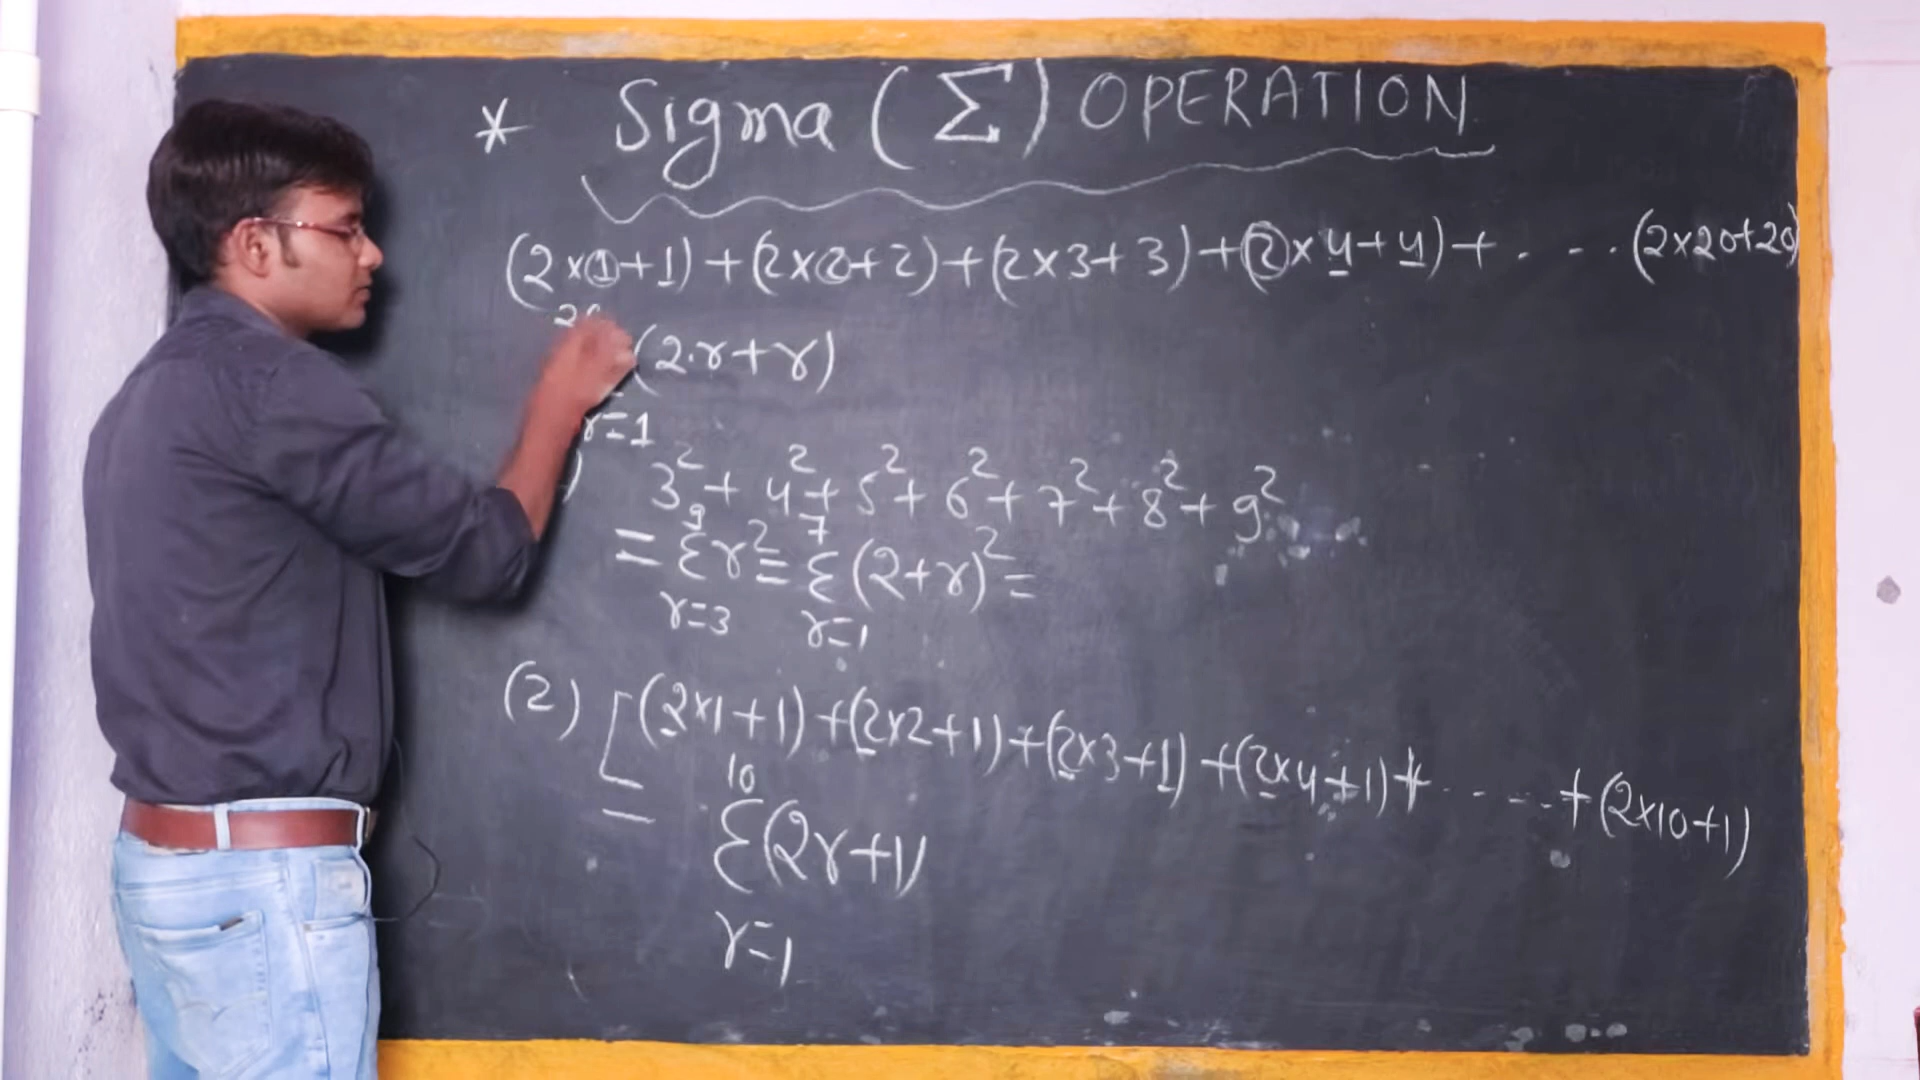 * Sigma (Σ) OPERATION
(2×1+1)+(2×2+2)+(2×3+3)+(2×4+4)+ . - - . (2×20+20)
20
(2·r+r)
r=1
) 3²+ 4²+ 5²+ 6²+ 7²+ 8²+ 9²
9 7
= Σr² = Σ(2+r)² =
r=3 r=1
(2) [(2×1+1)+(2×2+1)+(2×3+1)+(2×4+1)+ - - - - . +(2×10+1)
10
= Σ(2r+1)
r=1